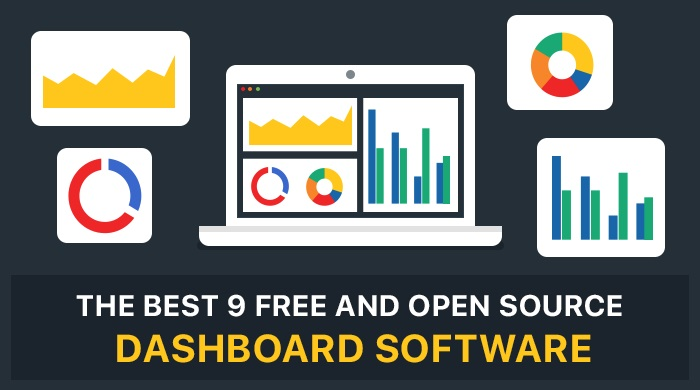 THE BEST 9 FREE AND OPEN SOURCE
DASHBOARD SOFTWARE